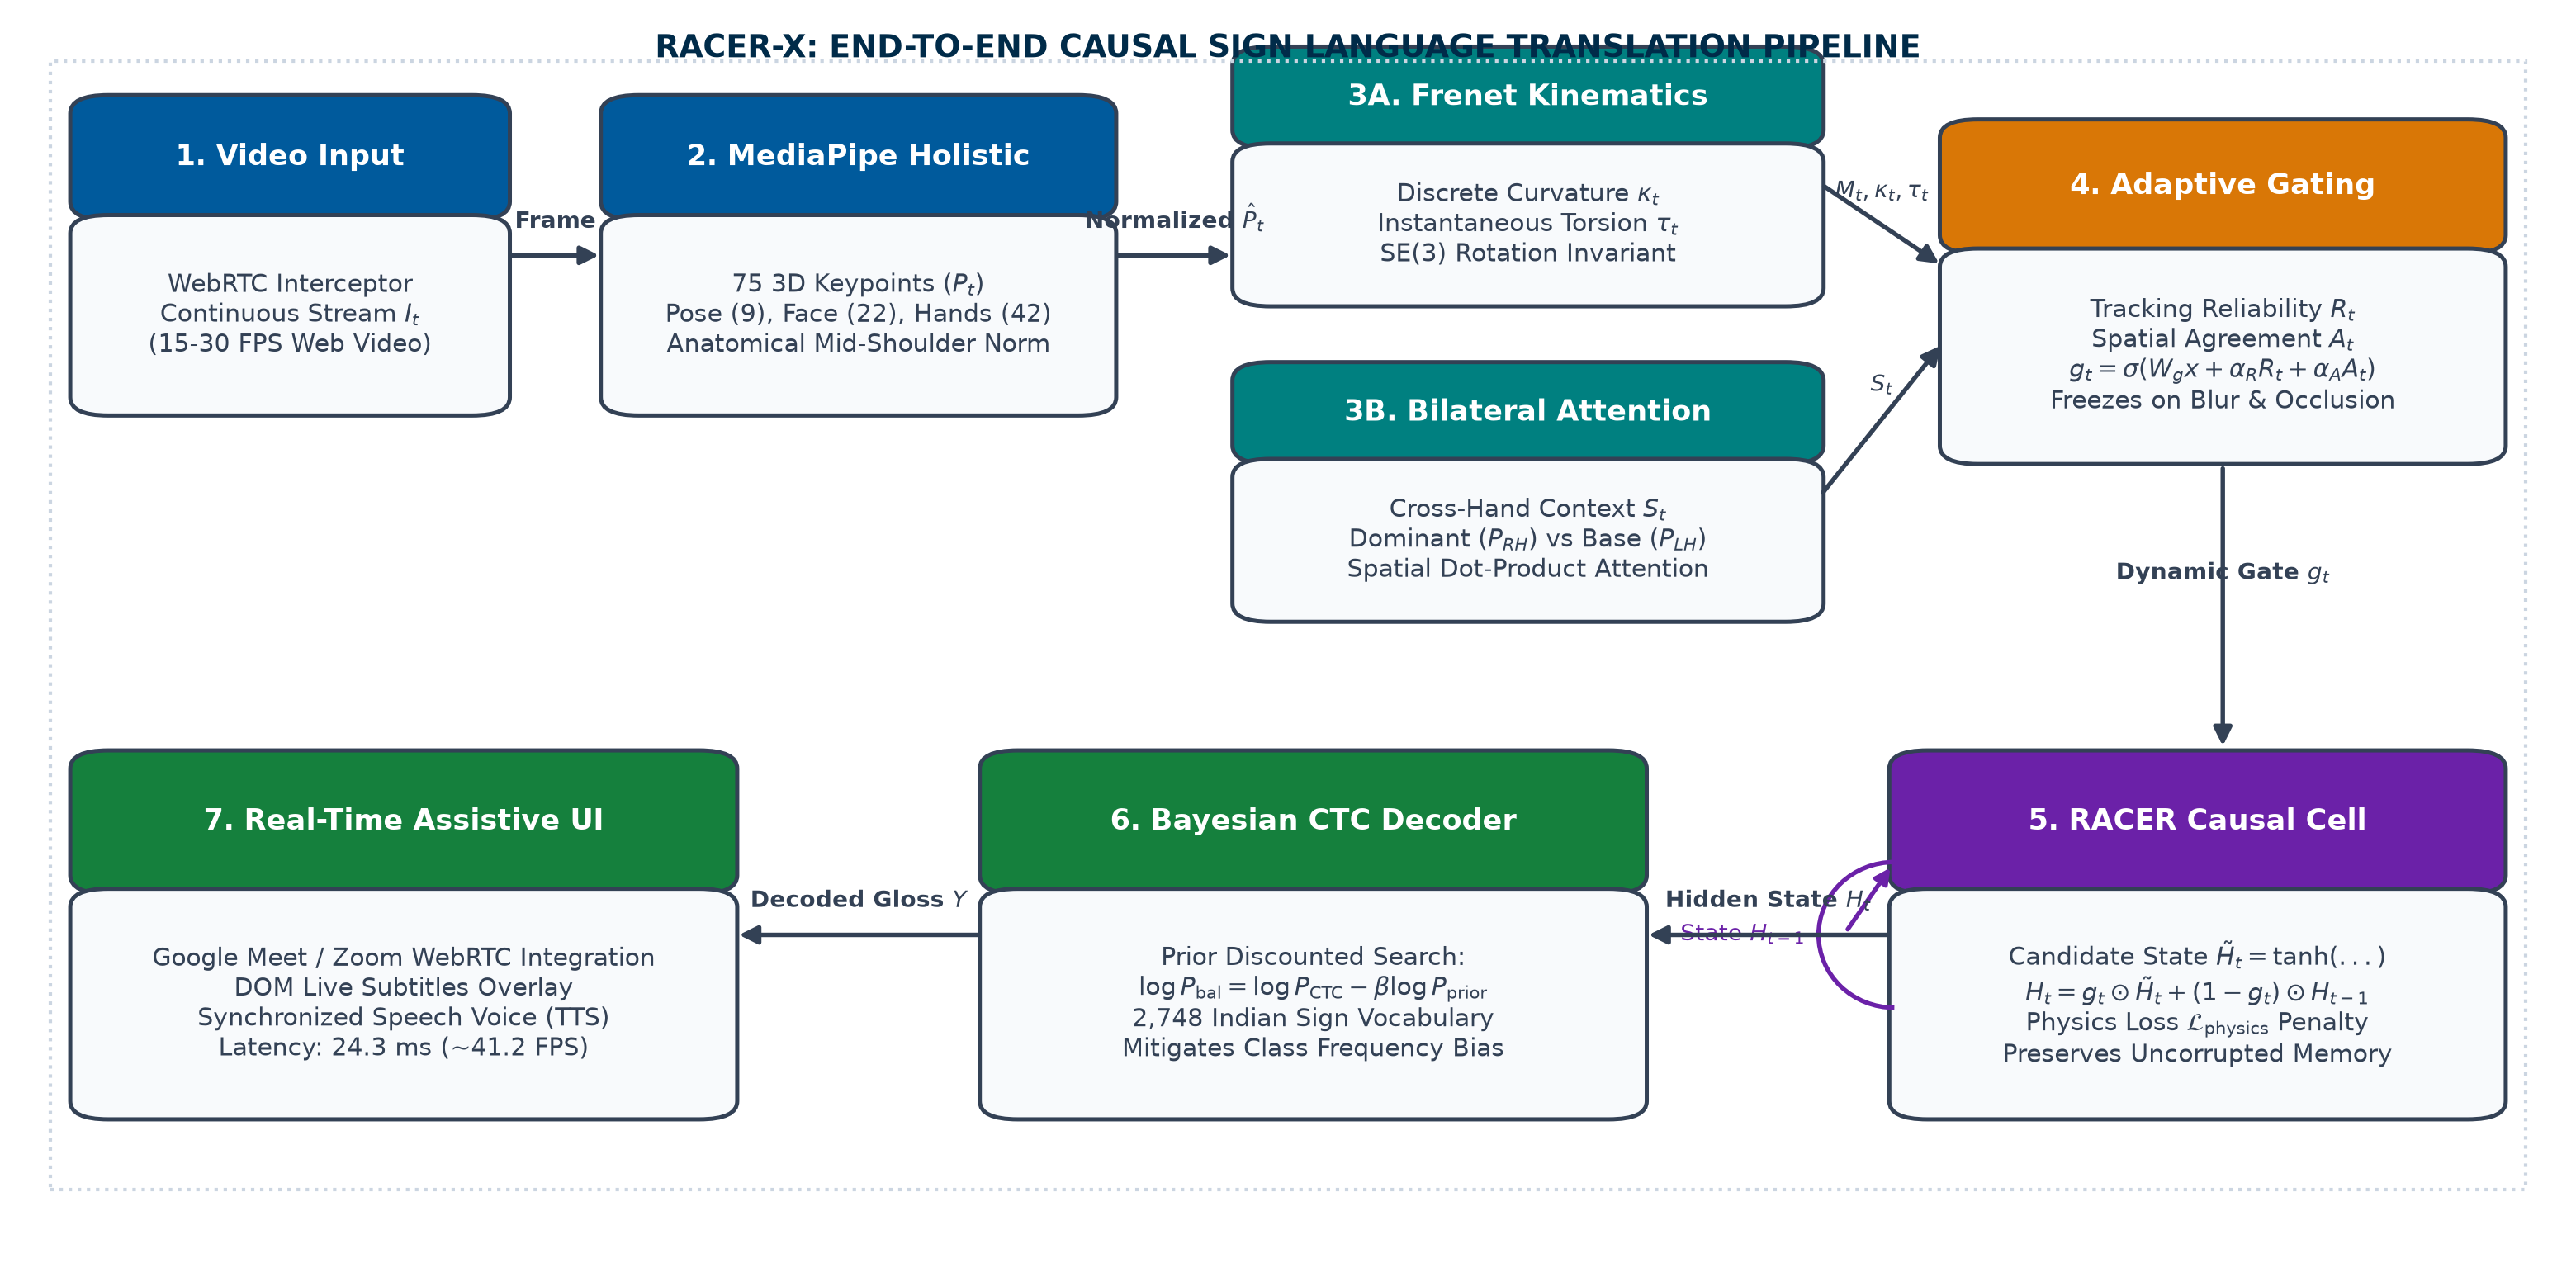 RACER-X: END-TO-END CAUSAL SIGN LANGUAGE TRANSLATION PIPELINE
1. Video Input
WebRTC Interceptor
Continuous Stream I_t
(15-30 FPS Web Video)
Frame
2. MediaPipe Holistic
75 3D Keypoints (P_t)
Pose (9), Face (22), Hands (42)
Anatomical Mid-Shoulder Norm
Normalized P̂_t
3A. Frenet Kinematics
Discrete Curvature κ_t
Instantaneous Torsion τ_t
SE(3) Rotation Invariant
M_t, κ_t, τ_t
3B. Bilateral Attention
Cross-Hand Context S_t
Dominant (P_RH) vs Base (P_LH)
Spatial Dot-Product Attention
S_t
4. Adaptive Gating
Tracking Reliability R_t
Spatial Agreement A_t
g_t = σ(W_g x + α_R R_t + α_A A_t)
Freezes on Blur & Occlusion
Dynamic Gate g_t
5. RACER Causal Cell
Candidate State H̃_t = tanh(...)
H_t = g_t ⊙ H̃_t + (1 − g_t) ⊙ H_{t−1}
Physics Loss ℒ_physics Penalty
Preserves Uncorrupted Memory
Hidden State H_t
State H_{t−1}
6. Bayesian CTC Decoder
Prior Discounted Search:
log P_bal = log P_CTC − β log P_prior
2,748 Indian Sign Vocabulary
Mitigates Class Frequency Bias
Decoded Gloss Y
7. Real-Time Assistive UI
Google Meet / Zoom WebRTC Integration
DOM Live Subtitles Overlay
Synchronized Speech Voice (TTS)
Latency: 24.3 ms (~41.2 FPS)